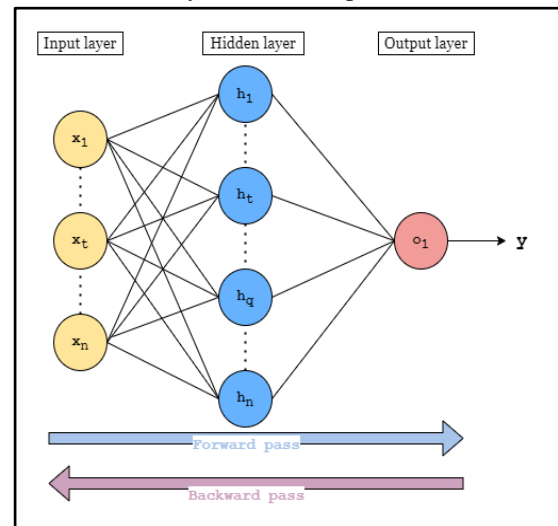 Input layer
Hidden layer
Output layer
x1
xt
xn
h1
ht
hq
hn
o1
y
Forward pass
Backward pass